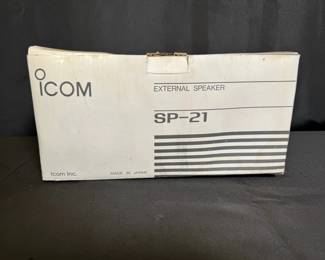 ICOM
EXTERNAL SPEAKER
SP-21
Icom Inc.
MADE IN JAPAN